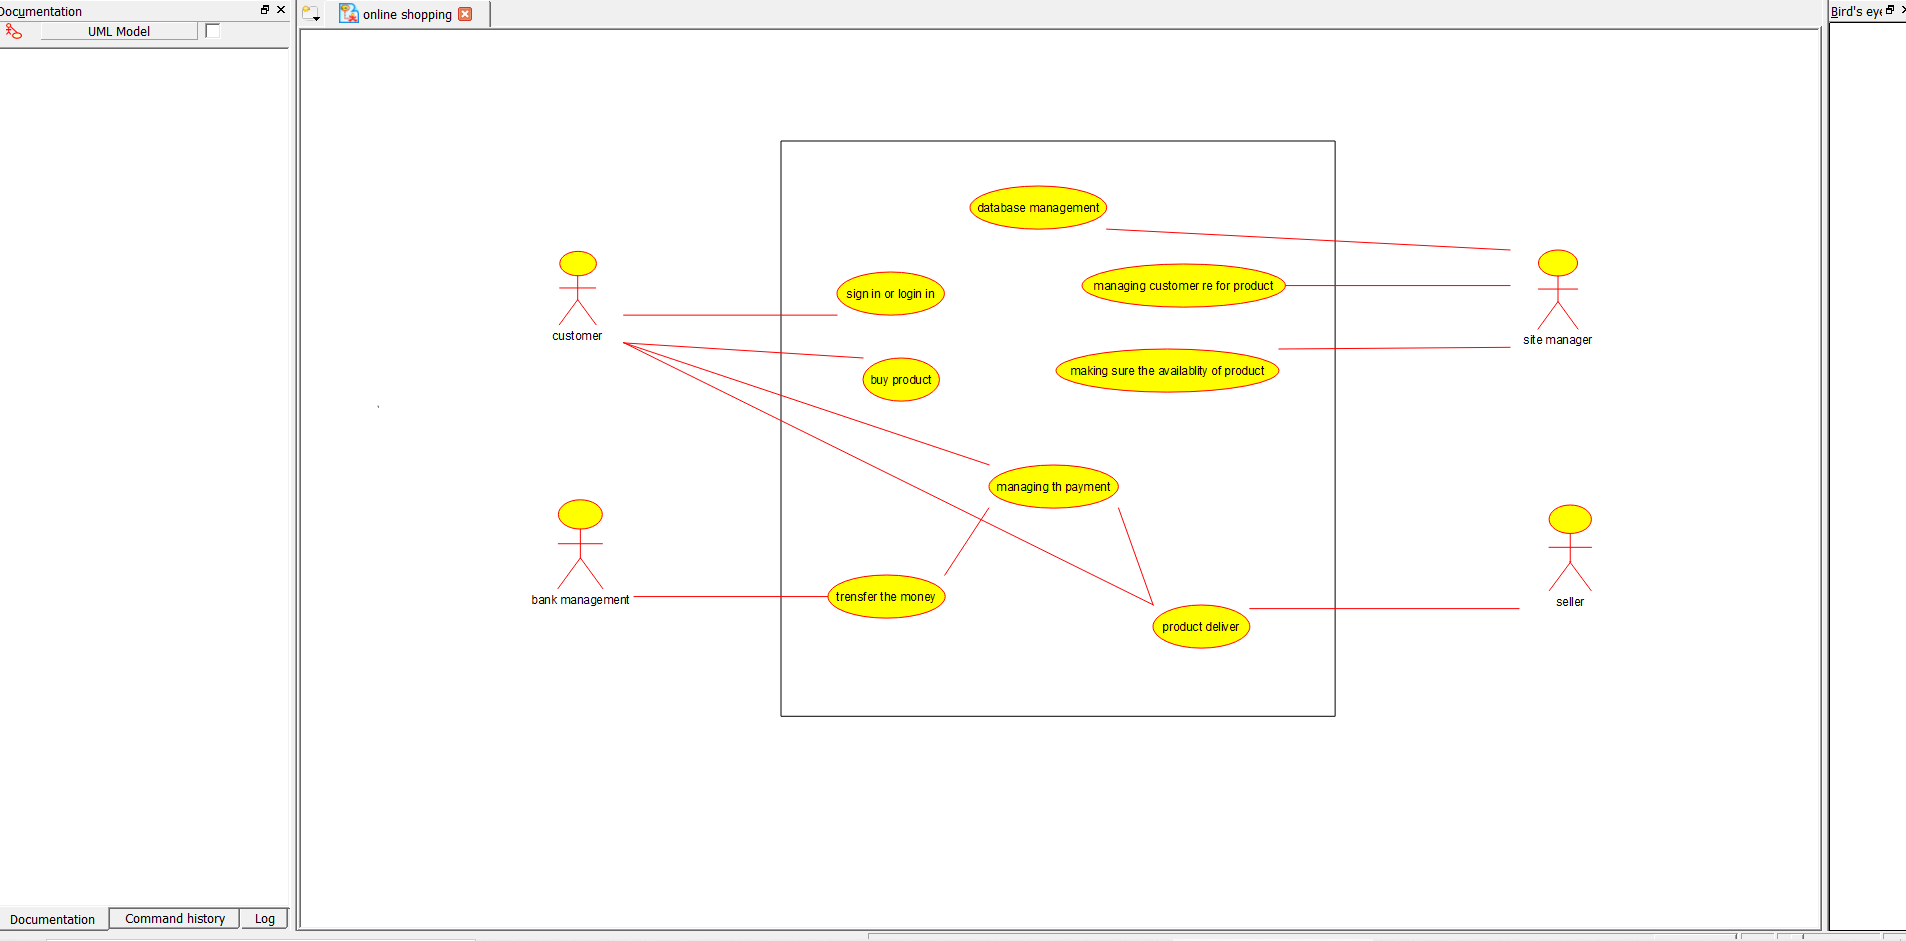 Documentation
UML Model
online shopping
Bird's eye
database management
sign in or login in
managing customer re for product
customer
site manager
making sure the availablity of product
buy product
managing th payment
trensfer the money
bank management
product deliver
seller
Documentation
Command history
Log